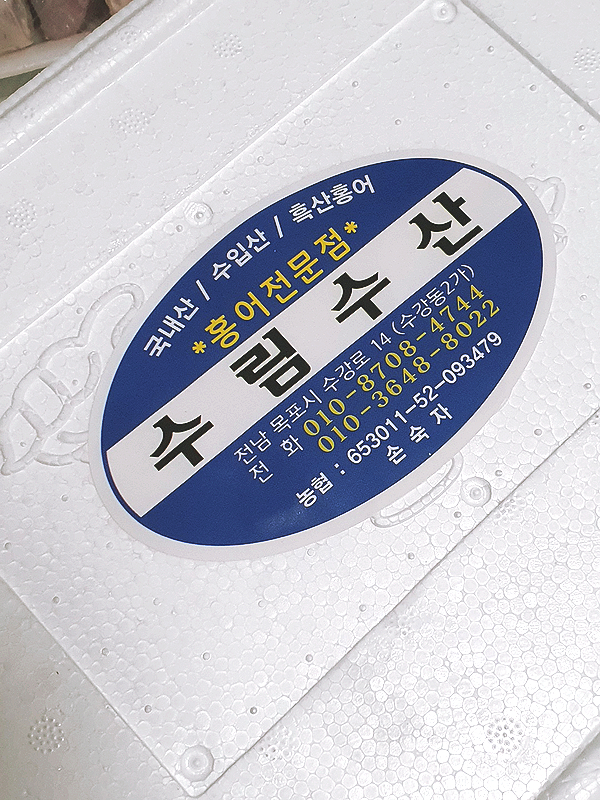 국내산 / 수입산 / 흑산홍어
*홍어전문점*
수림수산
전남 목포시 수강로 14(수강동2가)
전 화 010-8708-4744
010-3648-8022
농협 : 653011-52-093479
손숙자